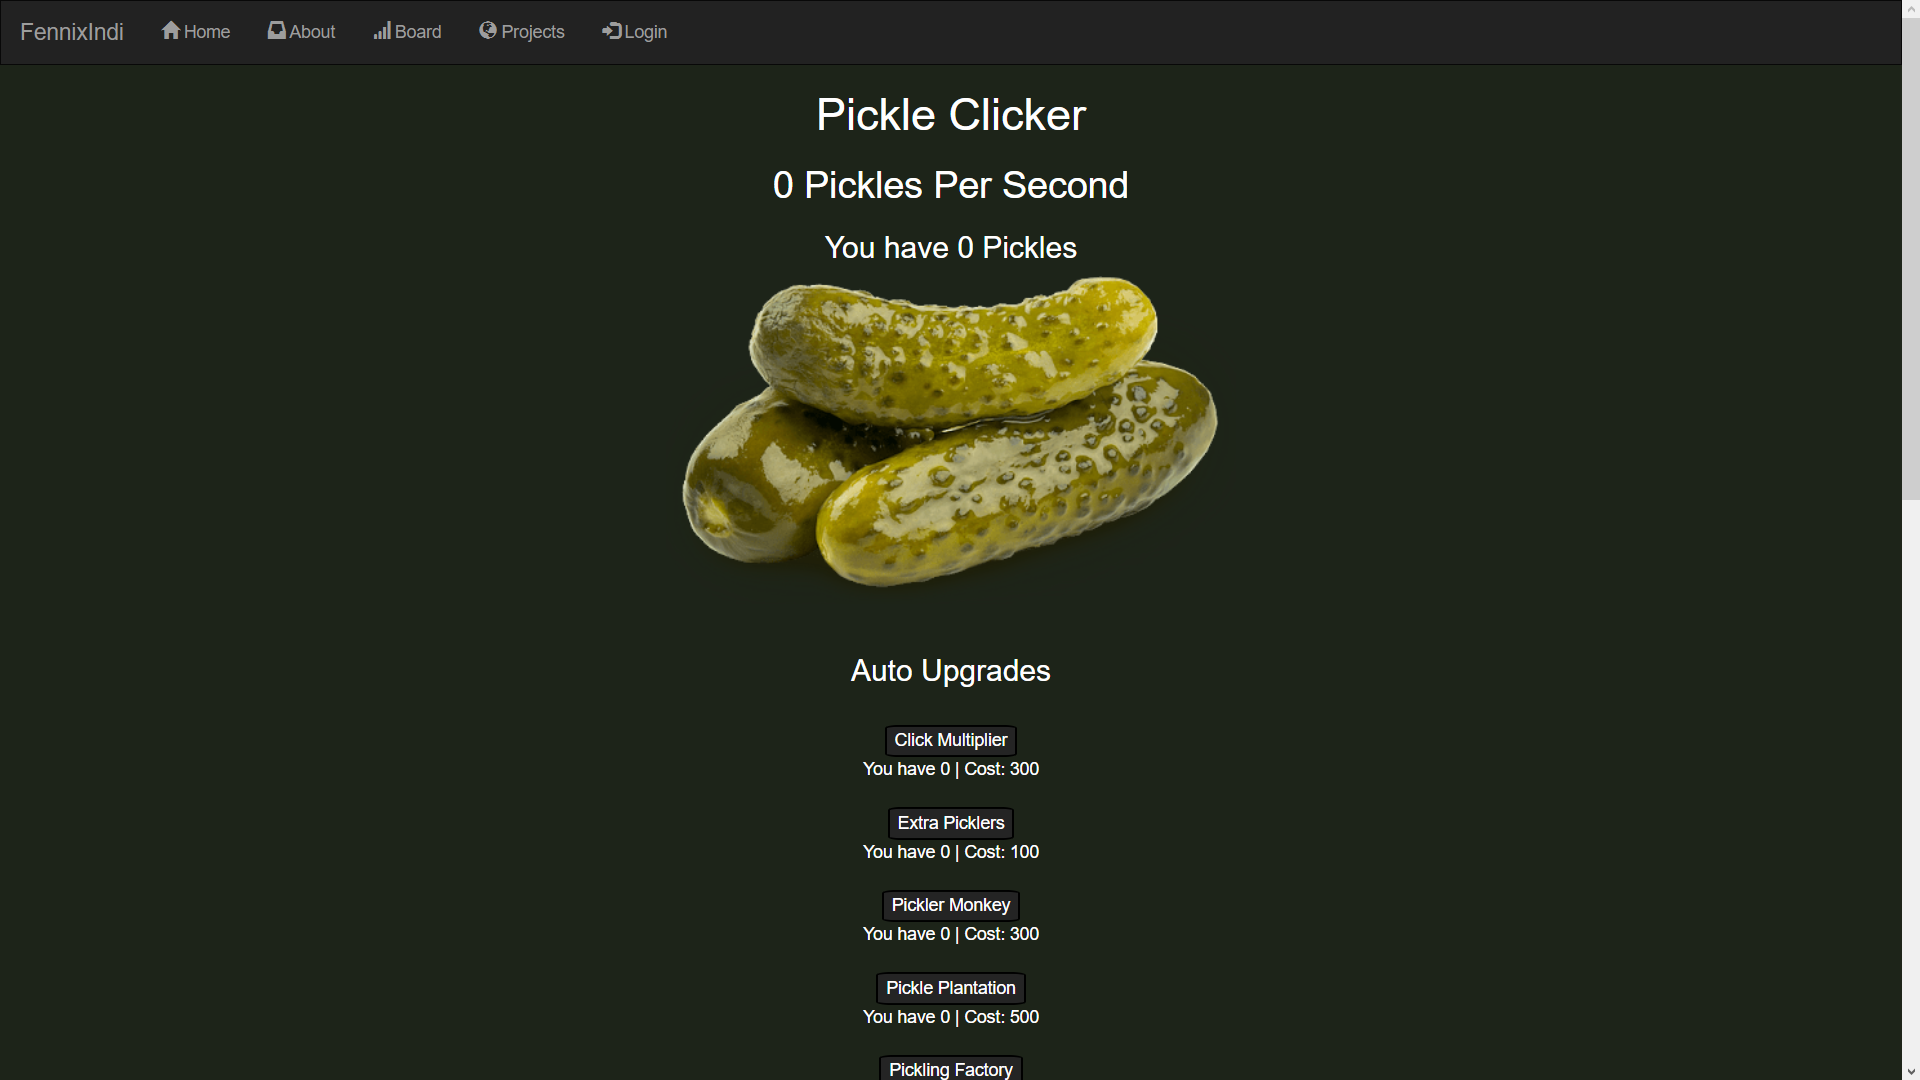 FennixIndi Home About Board Projects Login
Pickle Clicker
0 Pickles Per Second
You have 0 Pickles
Auto Upgrades
Click Multiplier
You have 0 | Cost: 300
Extra Picklers
You have 0 | Cost: 100
Pickler Monkey
You have 0 | Cost: 300
Pickle Plantation
You have 0 | Cost: 500
Pickling Factory